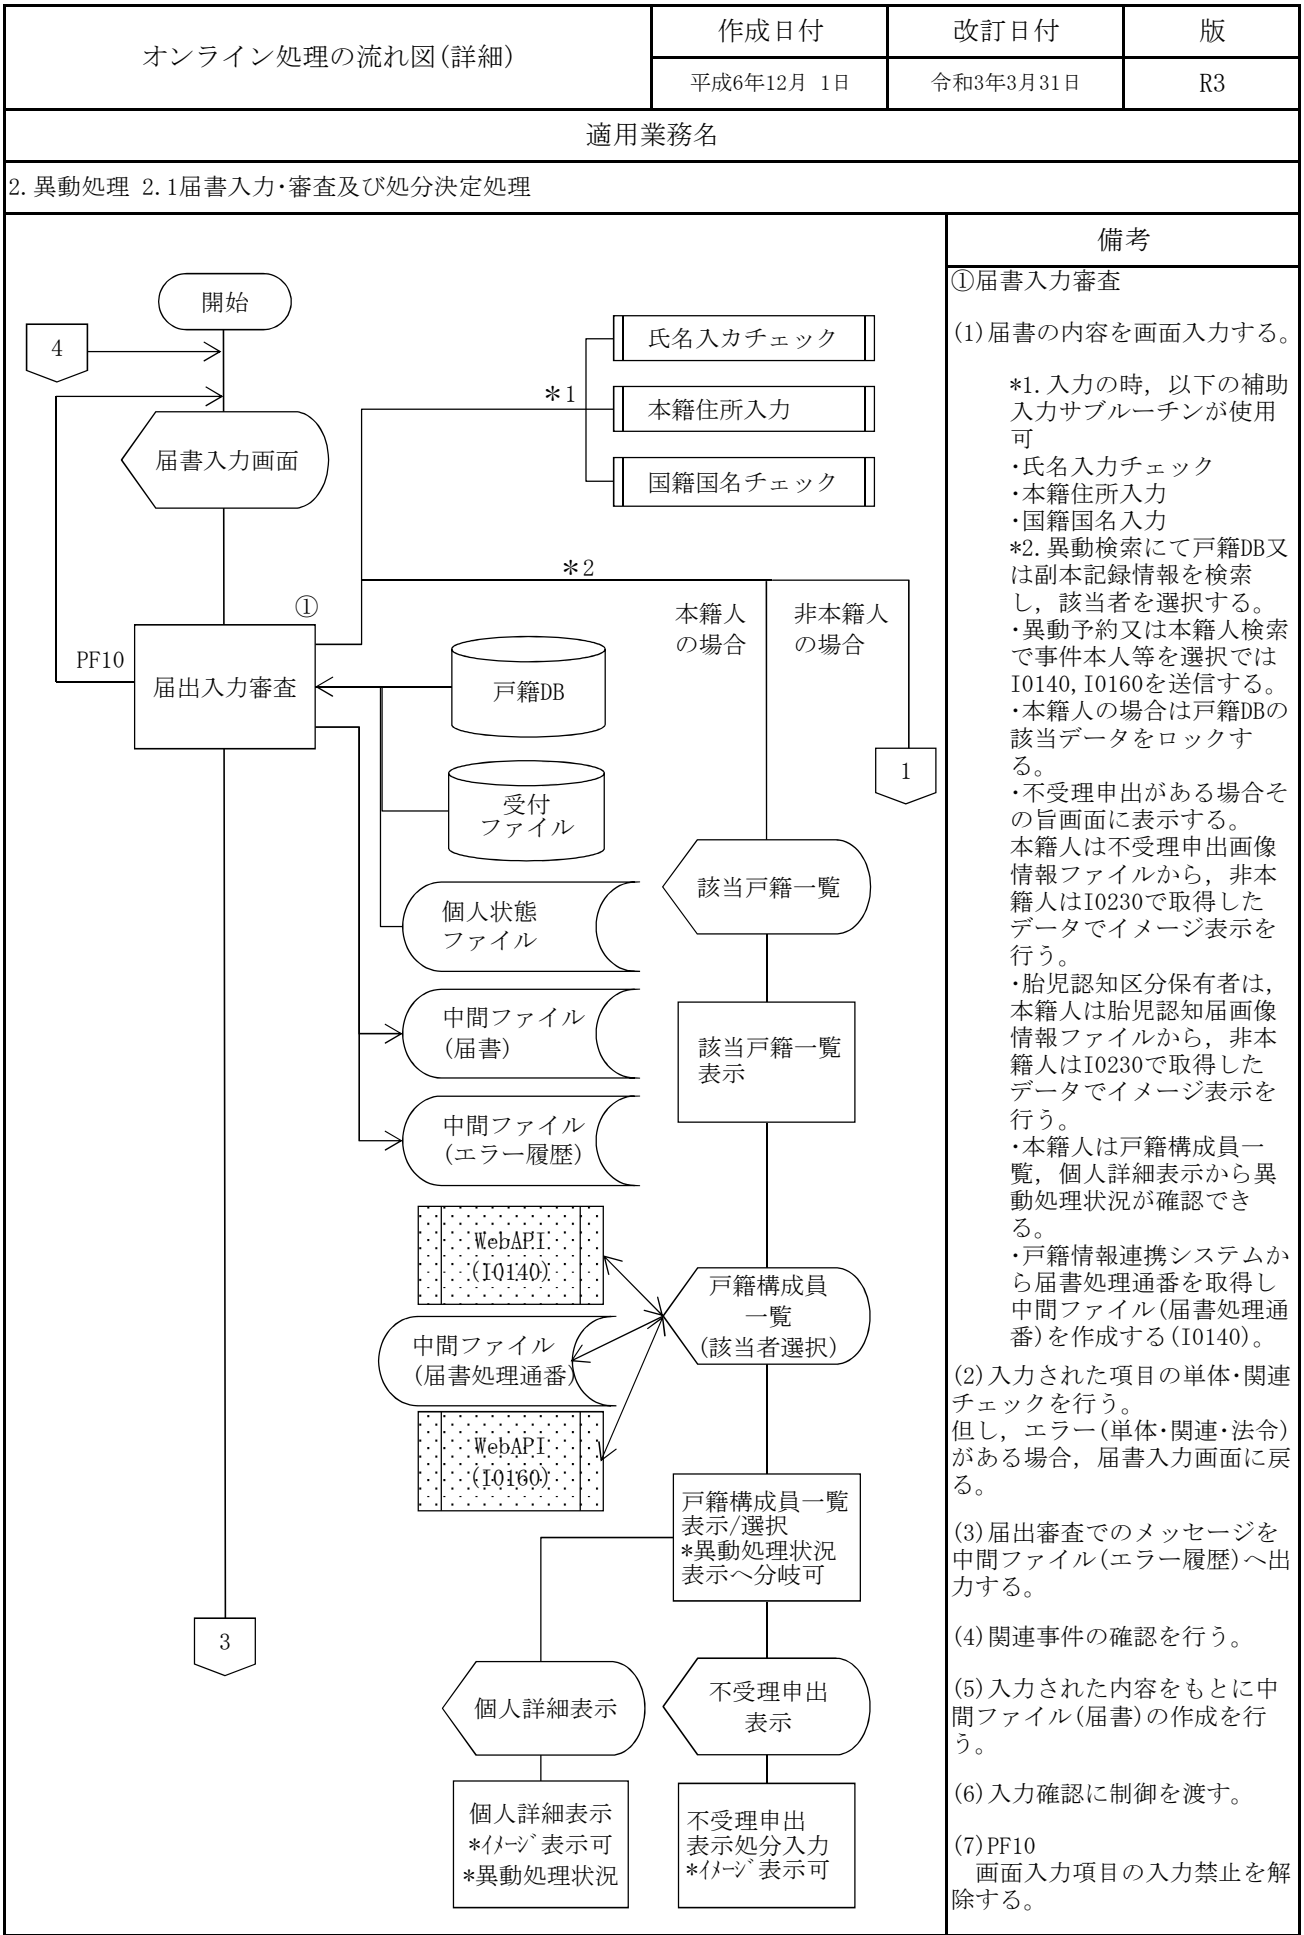 オンライン処理の流れ図(詳細)
作成日付
改訂日付
版
平成6年12月 1日
令和3年3月31日
R3
適用業務名
2.異動処理 2.1届書入力・審査及び処分決定処理
備考
開始
4
届書入力画面
PF10
①
届出入力審査
3
*1
氏名入力チェック
本籍住所入力
国籍国名チェック
*2
本籍人
の場合
非本籍人
の場合
1
戸籍DB
受付
ファイル
個人状態
ファイル
中間ファイル
(届書)
中間ファイル
(エラー履歴)
該当戸籍一覧
該当戸籍一覧
表示
WebAPI
(I0140)
中間ファイル
(届書処理通番)
WebAPI
(I0160)
戸籍構成員
一覧
(該当者選択)
戸籍構成員一覧
表示/選択
*異動処理状況
表示へ分岐可
個人詳細表示
不受理申出
表示
個人詳細表示
*イメージ表示可
*異動処理状況
不受理申出
表示処分入力
*イメージ表示可
①届書入力審査
(1)届書の内容を画面入力する。
*1.入力の時，以下の補助
入力サブルーチンが使用
可
・氏名入力チェック
・本籍住所入力
・国籍国名入力
*2.異動検索にて戸籍DB又
は副本記録情報を検索
し，該当者を選択する。
・異動予約又は本籍人検索
で事件本人等を選択では
I0140,I0160を送信する。
・本籍人の場合は戸籍DBの
該当データをロックす
る。
・不受理申出がある場合そ
の旨画面に表示する。
本籍人は不受理申出画像
情報ファイルから，非本
籍人はI0230で取得した
データでイメージ表示を
行う。
・胎児認知区分保有者は，
本籍人は胎児認知届画像
情報ファイルから，非本
籍人はI0230で取得した
データでイメージ表示を
行う。
・本籍人は戸籍構成員一
覧，個人詳細表示から異
動処理状況が確認でき
る。
・戸籍情報連携システムか
ら届書処理通番を取得し
中間ファイル(届書処理通
番)を作成する(I0140)。
(2)入力された項目の単体・関連
チェックを行う。
但し，エラー(単体・関連・法令)
がある場合，届書入力画面に戻
る。
(3)届出審査でのメッセージを
中間ファイル(エラー履歴)へ出
力する。
(4)関連事件の確認を行う。
(5)入力された内容をもとに中
間ファイル(届書)の作成を行
う。
(6)入力確認に制御を渡す。
(7)PF10
画面入力項目の入力禁止を解
除する。